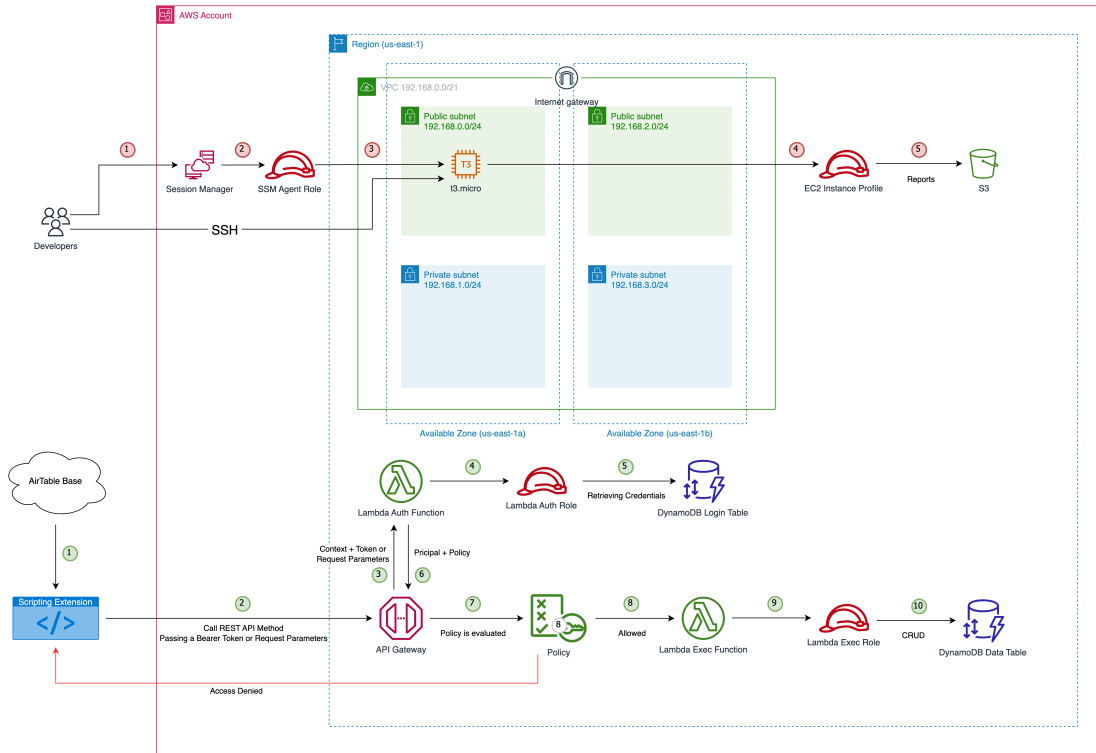 AWS Account
Region (us-east-1)
VPC 192.168.0.0/21
Internet gateway
Public subnet
192.168.0.0/24
Public subnet
192.168.2.0/24
1
2
3
4
5
T3
Session Manager
SSM Agent Role
t3.micro
EC2 Instance Profile
Reports
S3
Developers
SSH
Private subnet
192.168.1.0/24
Private subnet
192.168.3.0/24
Available Zone (us-east-1a)
Available Zone (us-east-1b)
AirTable Base
4
5
Lambda Auth Function
Lambda Auth Role
Retrieving Credentials
DynamoDB Login Table
1
Context + Token or
Request Parameters
Pricipal + Policy
3
6
Scripting Extension
</>
2
Call REST API Method
Passing a Bearer Token or Request Parameters
API Gateway
7
Policy is evaluated
8
Policy
8
Allowed
Lambda Exec Function
9
Lambda Exec Role
10
CRUD
DynamoDB Data Table
Access Denied